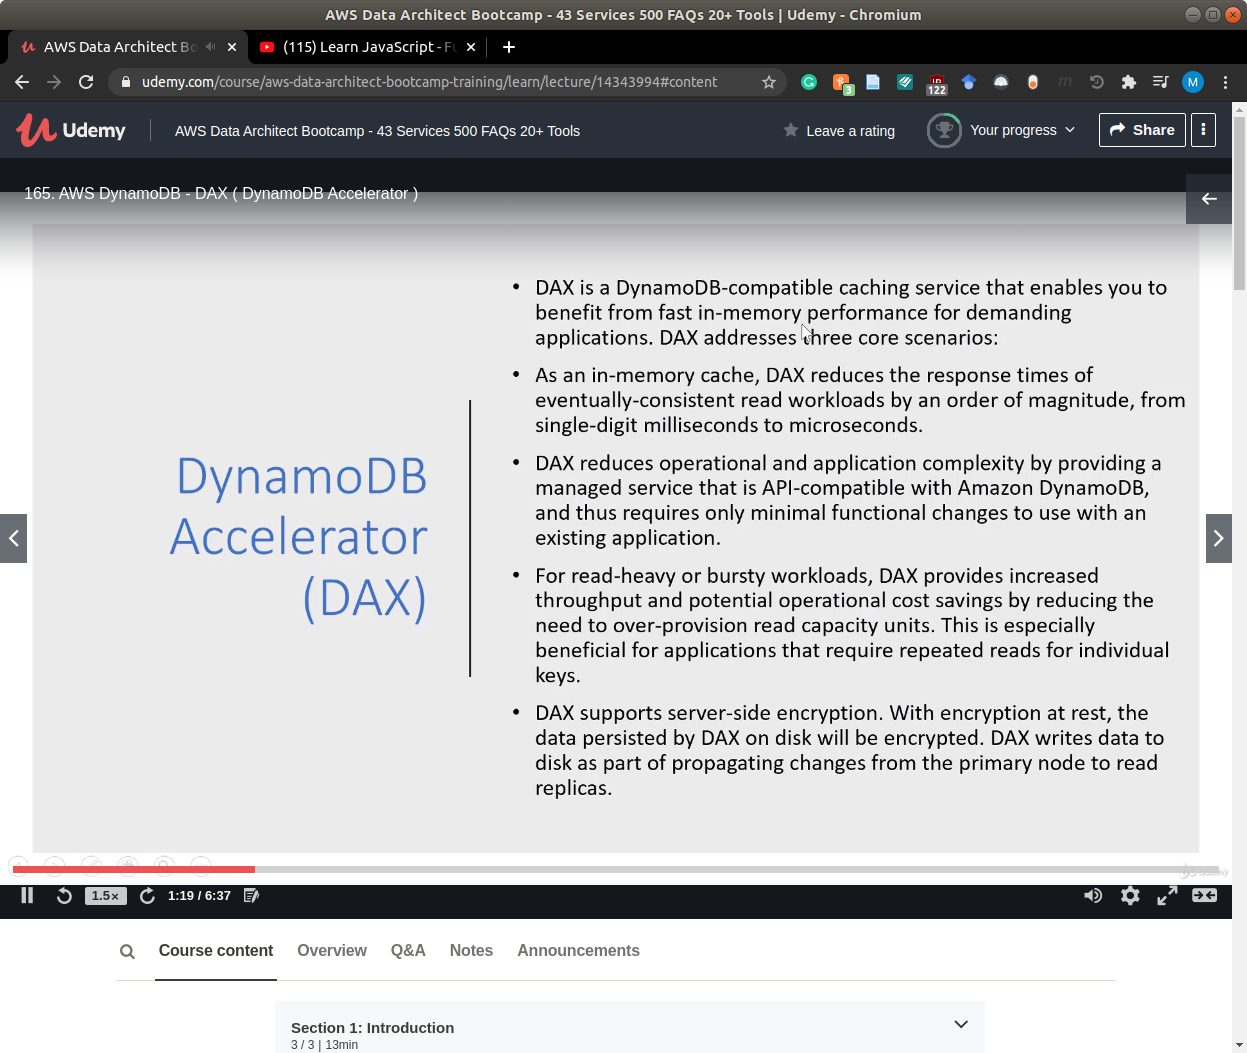 AWS Data Architect Bootcamp - 43 Services 500 FAQs 20+ Tools | Udemy - Chromium
AWS Data Architect Bo
(115) Learn JavaScript - Fu
udemy.com/course/aws-data-architect-bootcamp-training/learn/lecture/14343994#content
3
122
M
Udemy
AWS Data Architect Bootcamp - 43 Services 500 FAQs 20+ Tools
Leave a rating
Your progress
Share
165. AWS DynamoDB - DAX ( DynamoDB Accelerator )
DynamoDB
Accelerator
(DAX)
• DAX is a DynamoDB-compatible caching service that enables you to
benefit from fast in-memory performance for demanding
applications. DAX addresses three core scenarios:
• As an in-memory cache, DAX reduces the response times of
eventually-consistent read workloads by an order of magnitude, from
single-digit milliseconds to microseconds.
• DAX reduces operational and application complexity by providing a
managed service that is API-compatible with Amazon DynamoDB,
and thus requires only minimal functional changes to use with an
existing application.
• For read-heavy or bursty workloads, DAX provides increased
throughput and potential operational cost savings by reducing the
need to over-provision read capacity units. This is especially
beneficial for applications that require repeated reads for individual
keys.
• DAX supports server-side encryption. With encryption at rest, the
data persisted by DAX on disk will be encrypted. DAX writes data to
disk as part of propagating changes from the primary node to read
replicas.
1.5×
1:19 / 6:37
Course content
Overview
Q&A
Notes
Announcements
Section 1: Introduction
3 / 3 | 13min